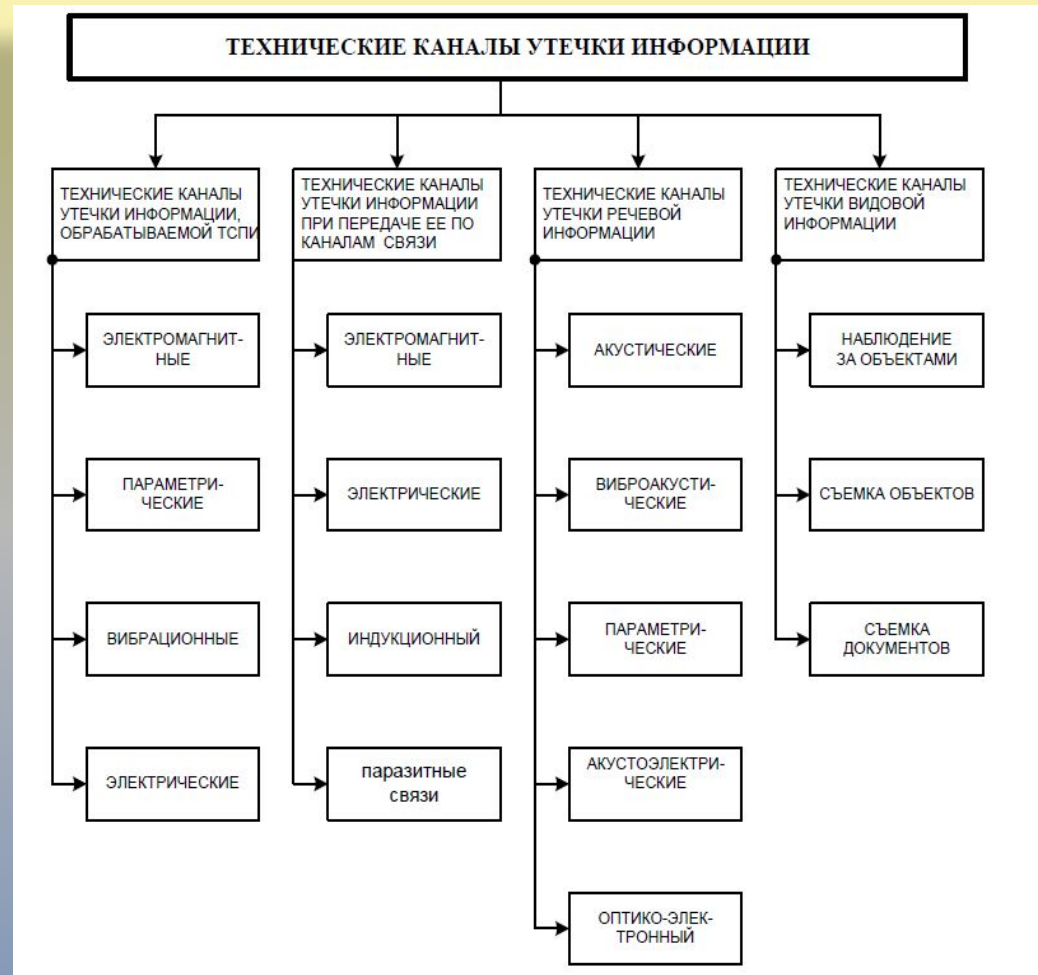 ТЕХНИЧЕСКИЕ КАНАЛЫ УТЕЧКИ ИНФОРМАЦИИ
ТЕХНИЧЕСКИЕ КАНАЛЫ
УТЕЧКИ ИНФОРМАЦИИ,
ОБРАБАТЫВАЕМОЙ ТСПИ
ЭЛЕКТРОМАГНИТ-
НЫЕ
ПАРАМЕТРИ-
ЧЕСКИЕ
ВИБРАЦИОННЫЕ
ЭЛЕКТРИЧЕСКИЕ
ТЕХНИЧЕСКИЕ КАНАЛЫ
УТЕЧКИ ИНФОРМАЦИИ
ПРИ ПЕРЕДАЧЕ ЕЕ ПО
КАНАЛАМ СВЯЗИ
ЭЛЕКТРОМАГНИТ-
НЫЕ
ЭЛЕКТРИЧЕСКИЕ
ИНДУКЦИОННЫЙ
паразитные
связи
ТЕХНИЧЕСКИЕ КАНАЛЫ
УТЕЧКИ РЕЧЕВОЙ
ИНФОРМАЦИИ
АКУСТИЧЕСКИЕ
ВИБРОАКУСТИ-
ЧЕСКИЕ
ПАРАМЕТРИ-
ЧЕСКИЕ
АКУСТОЭЛЕКТРИ-
ЧЕСКИЕ
ОПТИКО-ЭЛЕК-
ТРОННЫЙ
ТЕХНИЧЕСКИЕ КАНАЛЫ
УТЕЧКИ ВИДОВОЙ
ИНФОРМАЦИИ
НАБЛЮДЕНИЕ
ЗА ОБЪЕКТАМИ
СЪЕМКА ОБЪЕКТОВ
СЪЕМКА
ДОКУМЕНТОВ